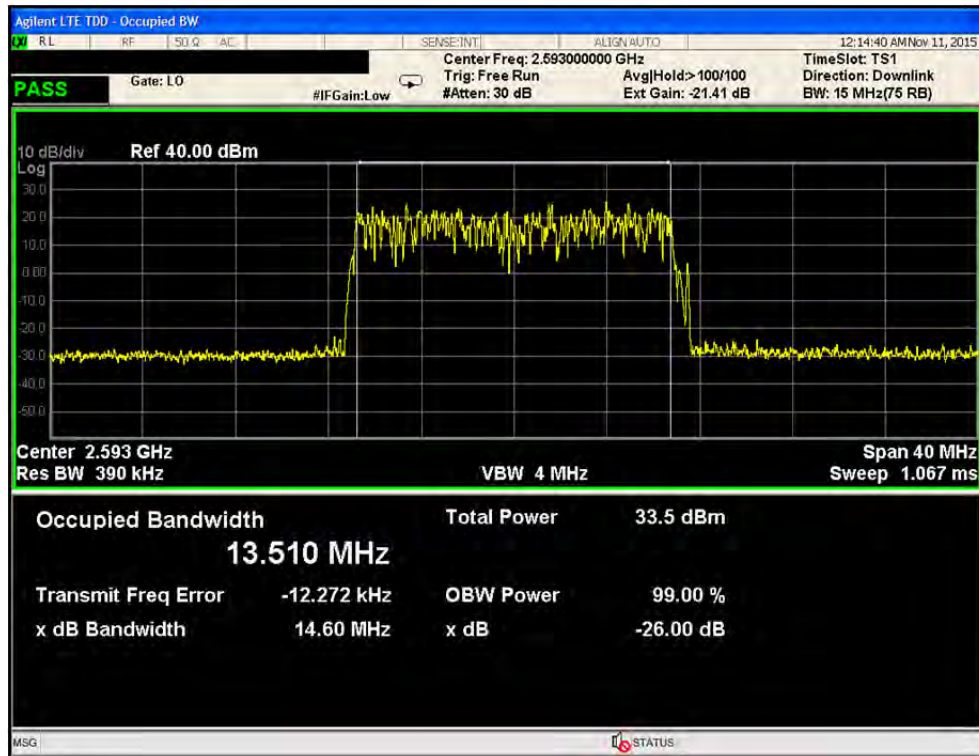 Agilent LTE TDD - Occupied BW
LXI RL RF 50 Ω AC SENSE:INT ALIGN AUTO 12:14:40 AM Nov 11, 2015
Center Freq: 2.593000000 GHz TimeSlot: TS1
PASS Gate: LO Trig: Free Run Avg|Hold:> 100/100 Direction: Downlink
#IFGain:Low #Atten: 30 dB Ext Gain: -21.41 dB BW: 15 MHz(75 RB)
10 dB/div Ref 40.00 dBm
Log
30.0
20.0
10.0
0.00
-10.0
-20.0
-30.0
-40.0
-50.0
Center 2.593 GHz Span 40 MHz
Res BW 390 kHz VBW 4 MHz Sweep 1.067 ms
Occupied Bandwidth Total Power 33.5 dBm
13.510 MHz
Transmit Freq Error -12.272 kHz OBW Power 99.00 %
x dB Bandwidth 14.60 MHz x dB -26.00 dB
MSG STATUS